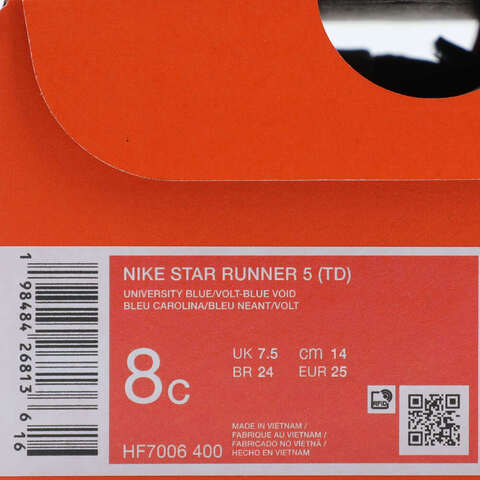 NIKE STAR RUNNER 5 (TD)
UNIVERSITY BLUE/VOLT-BLUE VOID
BLEU CAROLINA/BLEU NEANT/VOLT
8C
UK 7.5 cm 14
BR 24 EUR 25
HF7006 400
MADE IN VIETNAM /
FABRIQUE AU VIETNAM /
FABRICADO NO VIETNÃ /
HECHO EN VIETNAM
RFID
1 98484 26813 6 16